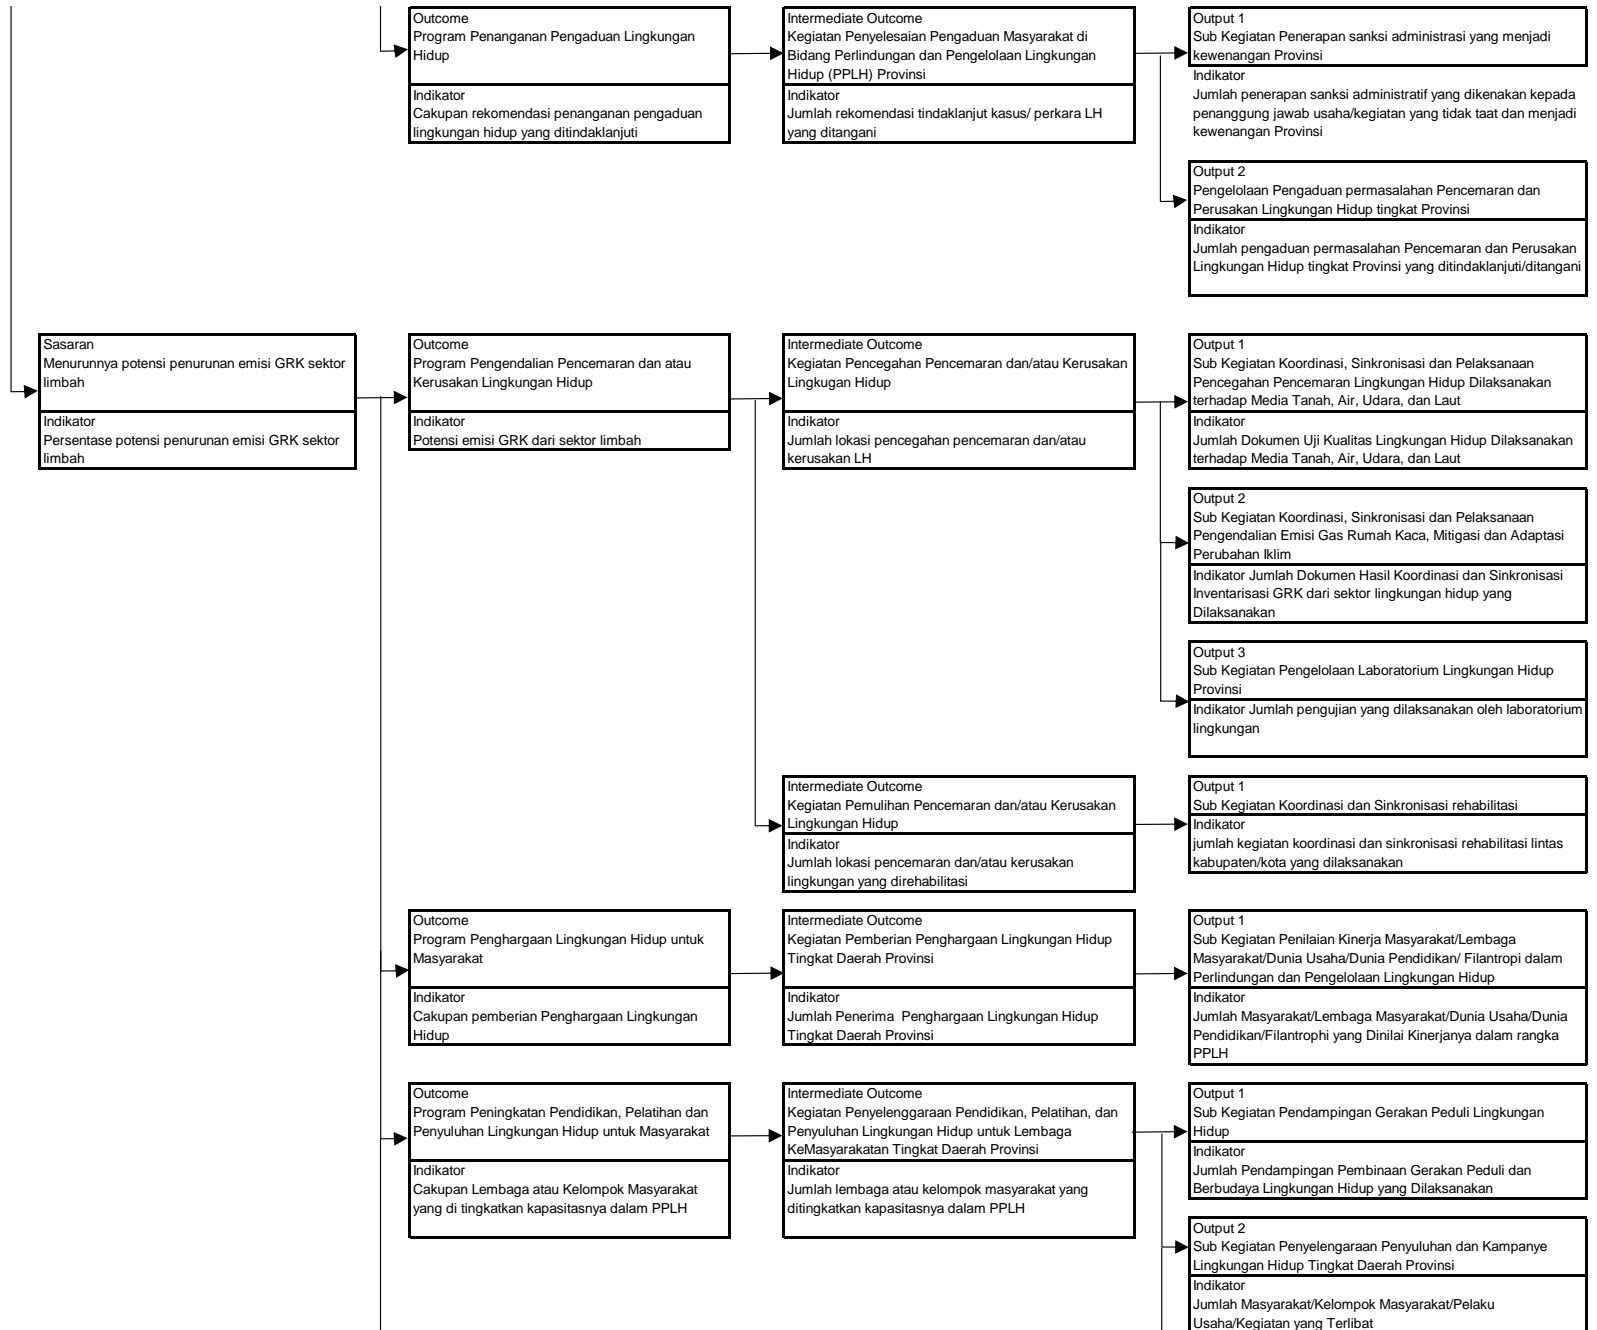 Outcome
Program Penanganan Pengaduan Lingkungan
Hidup
Indikator
Cakupan rekomendasi penanganan pengaduan
lingkungan hidup yang ditindaklanjuti
Intermediate Outcome
Kegiatan Penyelesaian Pengaduan Masyarakat di
Bidang Perlindungan dan Pengelolaan Lingkungan
Hidup (PPLH) Provinsi
Indikator
Jumlah rekomendasi tindaklanjut kasus/ perkara LH
yang ditangani
Output 1
Sub Kegiatan Penerapan sanksi administrasi yang menjadi
kewenangan Provinsi
Indikator
Jumlah penerapan sanksi administratif yang dikenakan kepada
penanggung jawab usaha/kegiatan yang tidak taat dan menjadi
kewenangan Provinsi
Output 2
Pengelolaan Pengaduan permasalahan Pencemaran dan
Perusakan Lingkungan Hidup tingkat Provinsi
Indikator
Jumlah pengaduan permasalahan Pencemaran dan Perusakan
Lingkungan Hidup tingkat Provinsi yang ditindaklanjuti/ditangani
Sasaran
Menurunnya potensi penurunan emisi GRK sektor
limbah
Indikator
Persentase potensi penurunan emisi GRK sektor
limbah
Outcome
Program Pengendalian Pencemaran dan atau
Kerusakan Lingkungan Hidup
Indikator
Potensi emisi GRK dari sektor limbah
Intermediate Outcome
Kegiatan Pencegahan Pencemaran dan/atau Kerusakan
Lingkugan Hidup
Indikator
Jumlah lokasi pencegahan pencemaran dan/atau
kerusakan LH
Output 1
Sub Kegiatan Koordinasi, Sinkronisasi dan Pelaksanaan
Pencegahan Pencemaran Lingkungan Hidup Dilaksanakan
terhadap Media Tanah, Air, Udara, dan Laut
Indikator
Jumlah Dokumen Uji Kualitas Lingkungan Hidup Dilaksanakan
terhadap Media Tanah, Air, Udara, dan Laut
Output 2
Sub Kegiatan Koordinasi, Sinkronisasi dan Pelaksanaan
Pengendalian Emisi Gas Rumah Kaca, Mitigasi dan Adaptasi
Perubahan Iklim
Indikator Jumlah Dokumen Hasil Koordinasi dan Sinkronisasi
Inventarisasi GRK dari sektor lingkungan hidup yang
Dilaksanakan
Output 3
Sub Kegiatan Pengelolaan Laboratorium Lingkungan Hidup
Provinsi
Indikator Jumlah pengujian yang dilaksanakan oleh laboratorium
lingkungan
Intermediate Outcome
Kegiatan Pemulihan Pencemaran dan/atau Kerusakan
Lingkungan Hidup
Indikator
Jumlah lokasi pencemaran dan/atau kerusakan
lingkungan yang direhabilitasi
Output 1
Sub Kegiatan Koordinasi dan Sinkronisasi rehabilitasi
Indikator
jumlah kegiatan koordinasi dan sinkronisasi rehabilitasi lintas
kabupaten/kota yang dilaksanakan
Outcome
Program Penghargaan Lingkungan Hidup untuk
Masyarakat
Indikator
Cakupan pemberian Penghargaan Lingkungan
Hidup
Intermediate Outcome
Kegiatan Pemberian Penghargaan Lingkungan Hidup
Tingkat Daerah Provinsi
Indikator
Jumlah Penerima  Penghargaan Lingkungan Hidup
Tingkat Daerah Provinsi
Output 1
Sub Kegiatan Penilaian Kinerja Masyarakat/Lembaga
Masyarakat/Dunia Usaha/Dunia Pendidikan/ Filantropi dalam
Perlindungan dan Pengelolaan Lingkungan Hidup
Indikator
Jumlah Masyarakat/Lembaga Masyarakat/Dunia Usaha/Dunia
Pendidikan/Filantrophi yang Dinilai Kinerjanya dalam rangka
PPLH
Outcome
Program Peningkatan Pendidikan, Pelatihan dan
Penyuluhan Lingkungan Hidup untuk Masyarakat
Indikator
Cakupan Lembaga atau Kelompok Masyarakat
yang di tingkatkan kapasitasnya dalam PPLH
Intermediate Outcome
Kegiatan Penyelenggaraan Pendidikan, Pelatihan, dan
Penyuluhan Lingkungan Hidup untuk Lembaga
KeMasyarakatan Tingkat Daerah Provinsi
Indikator
Jumlah lembaga atau kelompok masyarakat yang
ditingkatkan kapasitasnya dalam PPLH
Output 1
Sub Kegiatan Pendampingan Gerakan Peduli Lingkungan
Hidup
Indikator
Jumlah Pendampingan Pembinaan Gerakan Peduli dan
Berbudaya Lingkungan Hidup yang Dilaksanakan
Output 2
Sub Kegiatan Penyelengaraan Penyuluhan dan Kampanye
Lingkungan Hidup Tingkat Daerah Provinsi
Indikator
Jumlah Masyarakat/Kelompok Masyarakat/Pelaku
Usaha/Kegiatan yang Terlibat